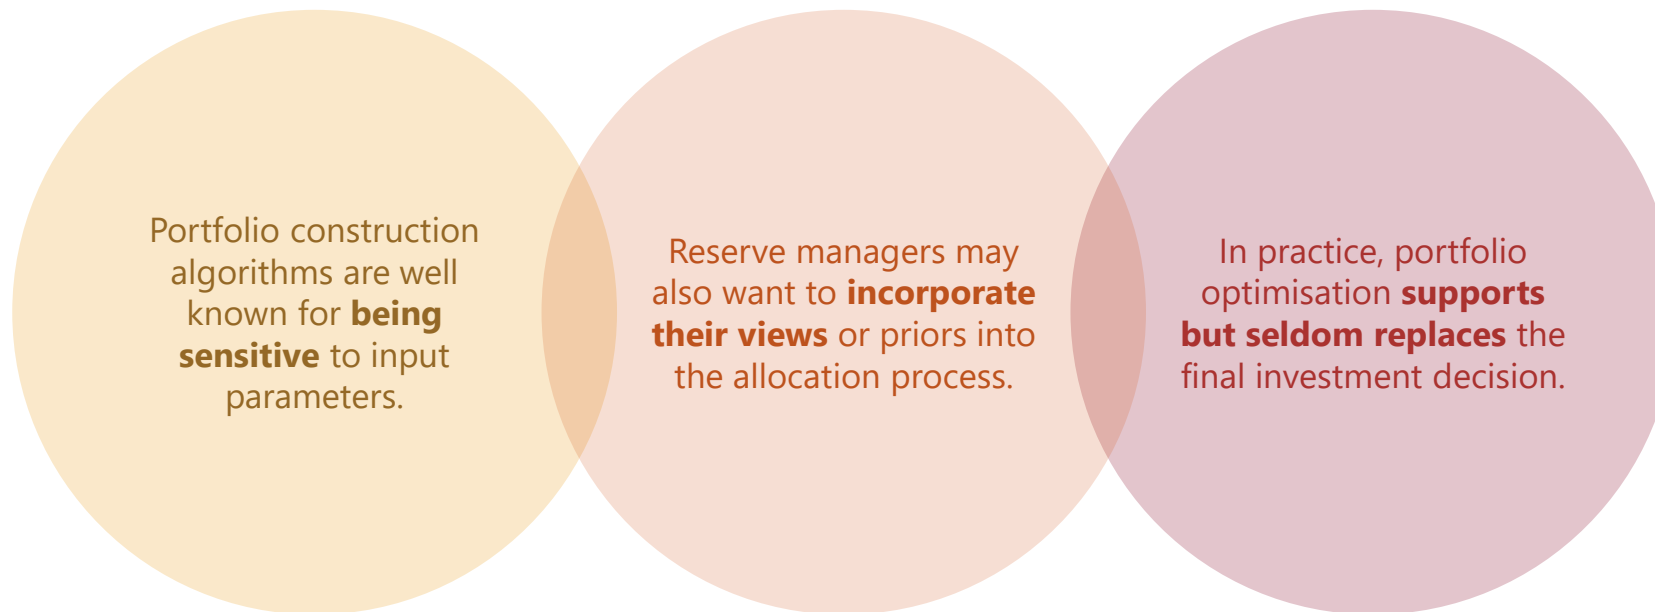 Portfolio construction
algorithms are well
known for being
sensitive to input
parameters.
Reserve managers may
also want to incorporate
their views or priors into
the allocation process.
In practice, portfolio
optimisation supports
but seldom replaces the
final investment decision.